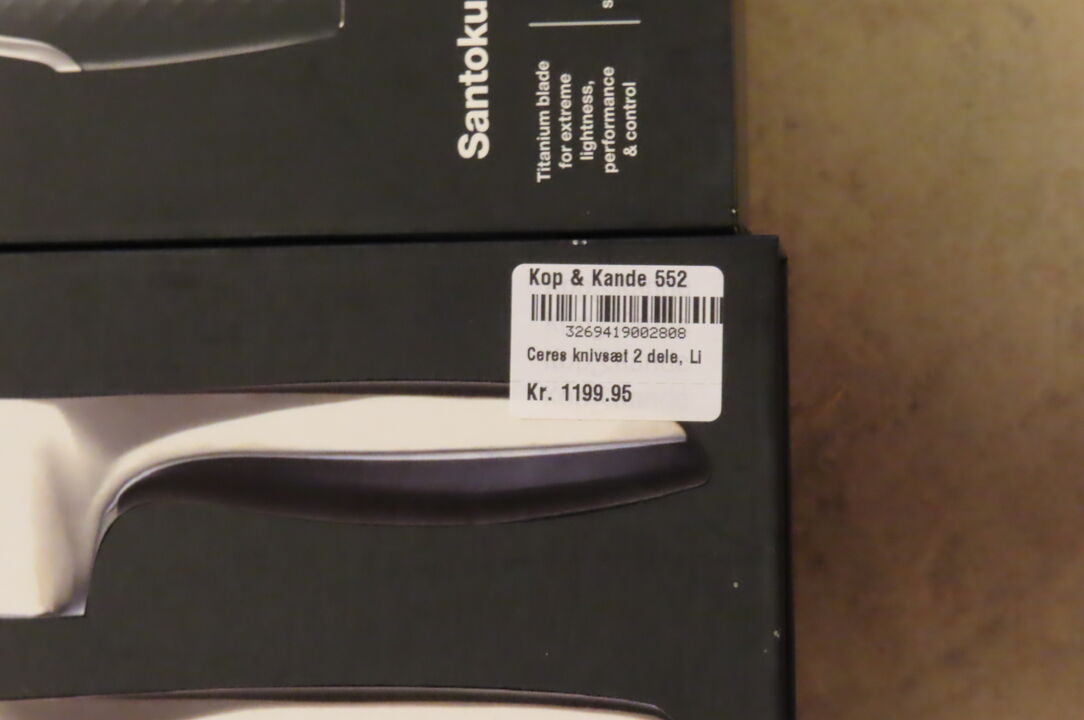 Santoku
Titanium blade
for extreme
lightness,
performance
& control
Kop & Kande 552
3269419002808
Ceres knivsæt 2 dele, Li
Kr. 1199.95